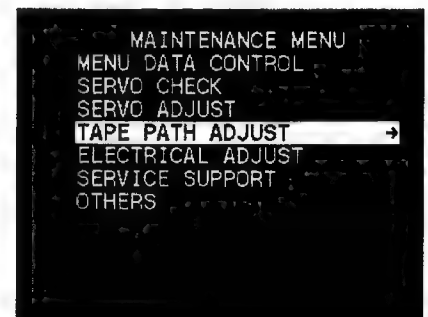 MAINTENANCE MENU
MENU DATA CONTROL
SERVO CHECK
SERVO ADJUST
TAPE PATH ADJUST →
ELECTRICAL ADJUST
SERVICE SUPPORT
OTHERS